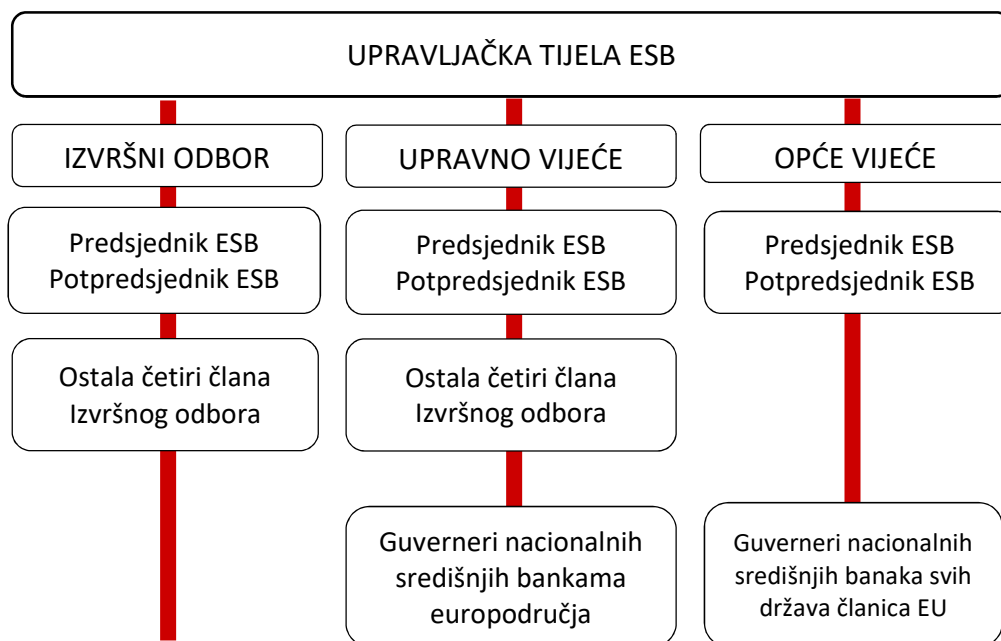 UPRAVLJAČKA TIJELA ESB
IZVRŠNI ODBOR
Predsjednik ESB
Potpredsjednik ESB
Ostala četiri člana
Izvršnog odbora
UPRAVNO VIJEĆE
Predsjednik ESB
Potpredsjednik ESB
Ostala četiri člana
Izvršnog odbora
Guverneri nacionalnih
središnjih bankama
europodručja
OPĆE VIJEĆE
Predsjednik ESB
Potpredsjednik ESB
Guverneri nacionalnih
središnjih banaka svih
država članica EU